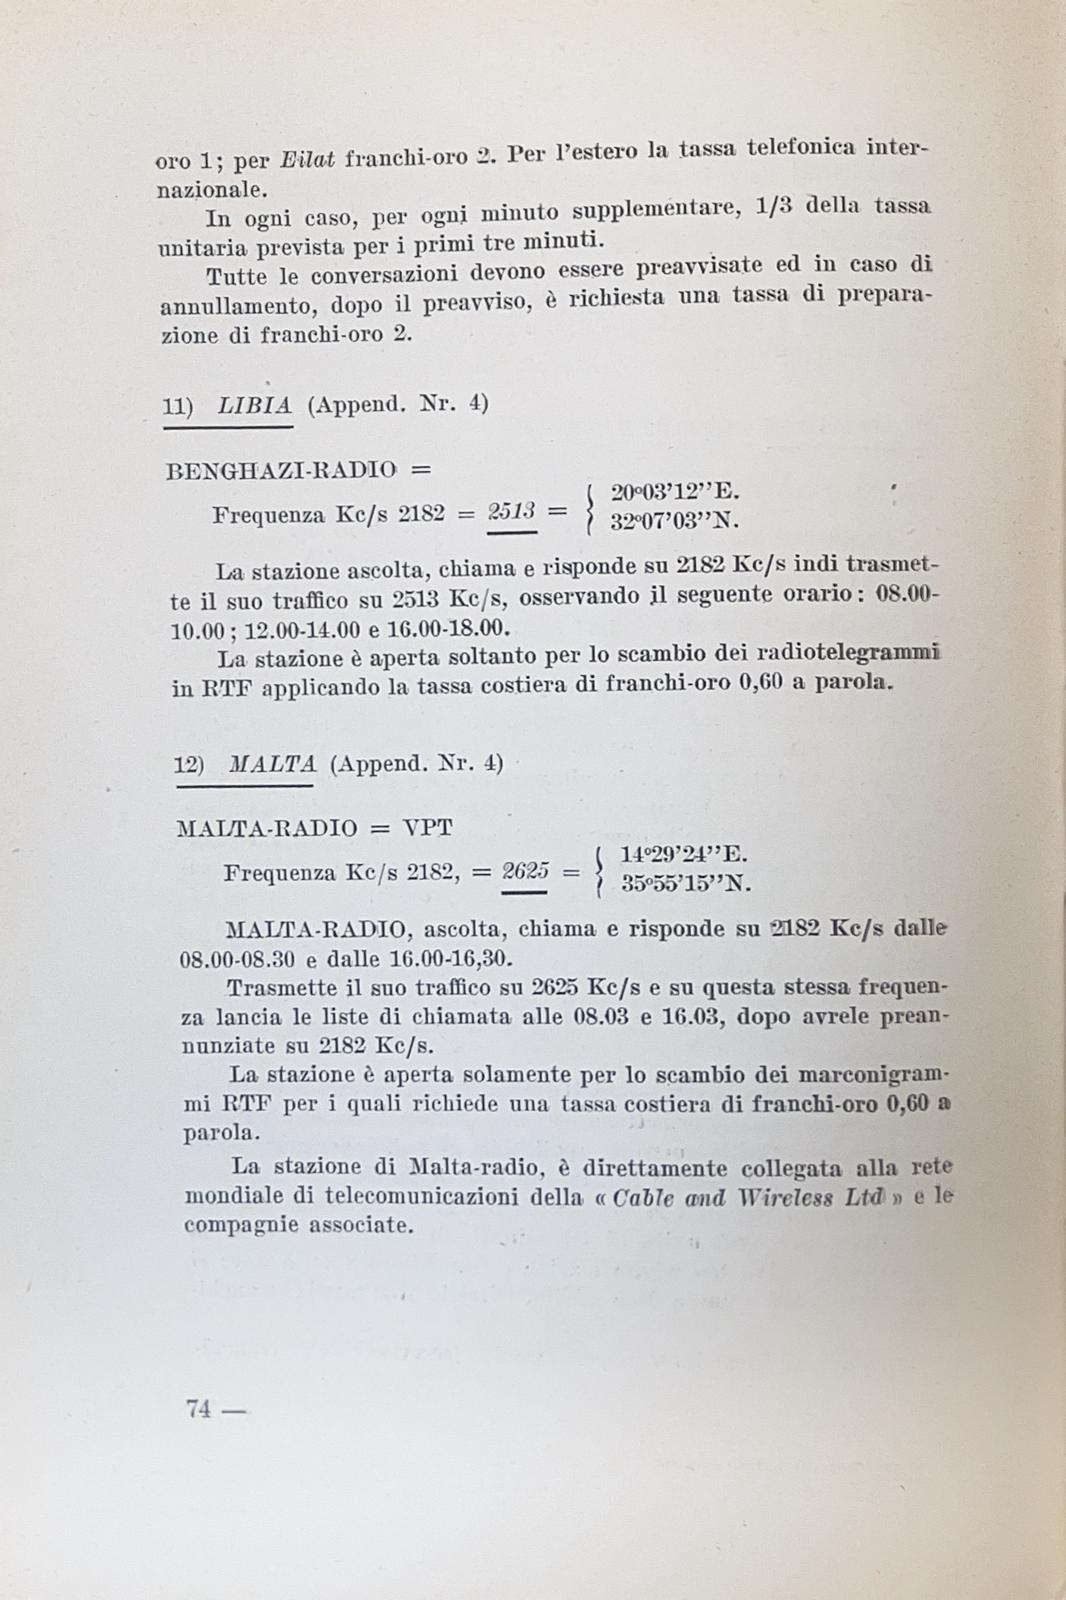 oro 1; per Eilat franchi-oro 2. Per l'estero la tassa telefonica inter-
nazionale.
In ogni caso, per ogni minuto supplementare, 1/3 della tassa
unitaria prevista per i primi tre minuti.
Tutte le conversazioni devono essere preavvisate ed in caso di
annullamento, dopo il preavviso, è richiesta una tassa di prepara-
zione di franchi-oro 2.
11) LIBIA (Append. Nr. 4)
BENGHAZI-RADIO =
Frequenza Kc/s 2182 = 2513 = { 20°03'12''E.
32°07'03''N.
La stazione ascolta, chiama e risponde su 2182 Kc/s indi trasmet-
te il suo traffico su 2513 Kc/s, osservando il seguente orario: 08.00-
10.00; 12.00-14.00 e 16.00-18.00.
La stazione è aperta soltanto per lo scambio dei radiotelegrammi
in RTF applicando la tassa costiera di franchi-oro 0,60 a parola.
12) MALTA (Append. Nr. 4)
MALTA-RADIO = VPT
Frequenza Kc/s 2182, = 2625 = { 14°29'24''E.
35°55'15''N.
MALTA-RADIO, ascolta, chiama e risponde su 2182 Kc/s dalle
08.00-08.30 e dalle 16.00-16,30.
Trasmette il suo traffico su 2625 Kc/s e su questa stessa frequen-
za lancia le liste di chiamata alle 08.03 e 16.03, dopo avrele prean-
nunziate su 2182 Kc/s.
La stazione è aperta solamente per lo scambio dei marconigram-
mi RTF per i quali richiede una tassa costiera di franchi-oro 0,60 a
parola.
La stazione di Malta-radio, è direttamente collegata alla rete
mondiale di telecomunicazioni della « Cable and Wireless Ltd » e le
compagnie associate.
74 —